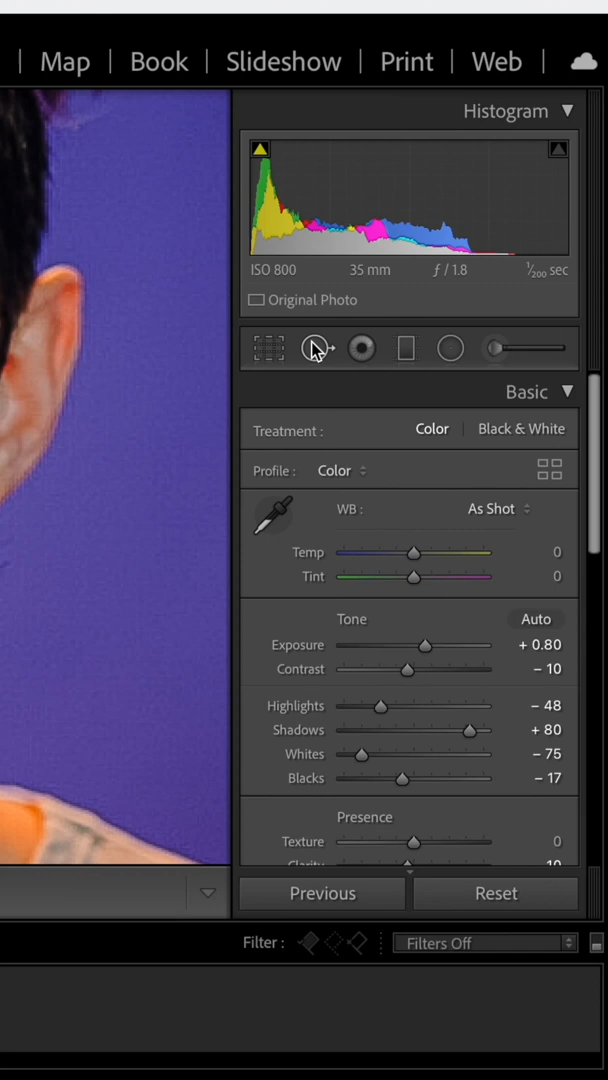 Map | Book | Slideshow | Print | Web |
Histogram
ISO 800 35 mm ƒ / 1.8 1/200 sec
Original Photo
Basic
Treatment : Color | Black & White
Profile : Color
WB : As Shot
Temp 0
Tint 0
Tone Auto
Exposure + 0.80
Contrast – 10
Highlights – 48
Shadows + 80
Whites – 75
Blacks – 17
Presence
Texture 0
Clarity 10
Previous Reset
Filter : Filters Off